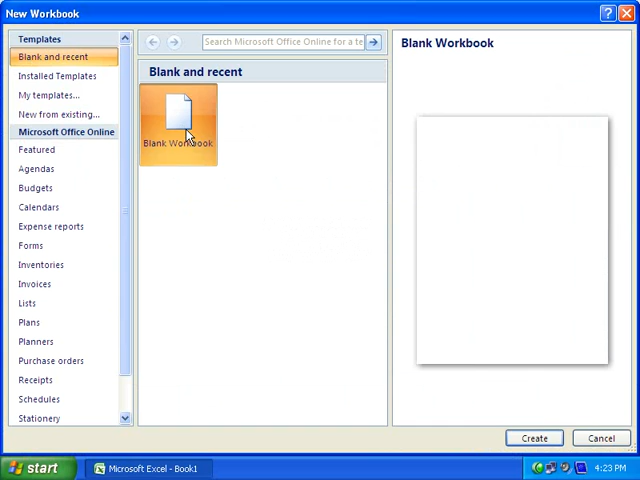 New Workbook
Templates
Blank and recent
Installed Templates
My templates...
New from existing...
Microsoft Office Online
Featured
Agendas
Budgets
Calendars
Expense reports
Forms
Inventories
Invoices
Lists
Plans
Planners
Purchase orders
Receipts
Schedules
Stationery
Search Microsoft Office Online for a te
Blank and recent
Blank Workbook
Blank Workbook
Create
Cancel
start
Microsoft Excel - Book1
4:23 PM